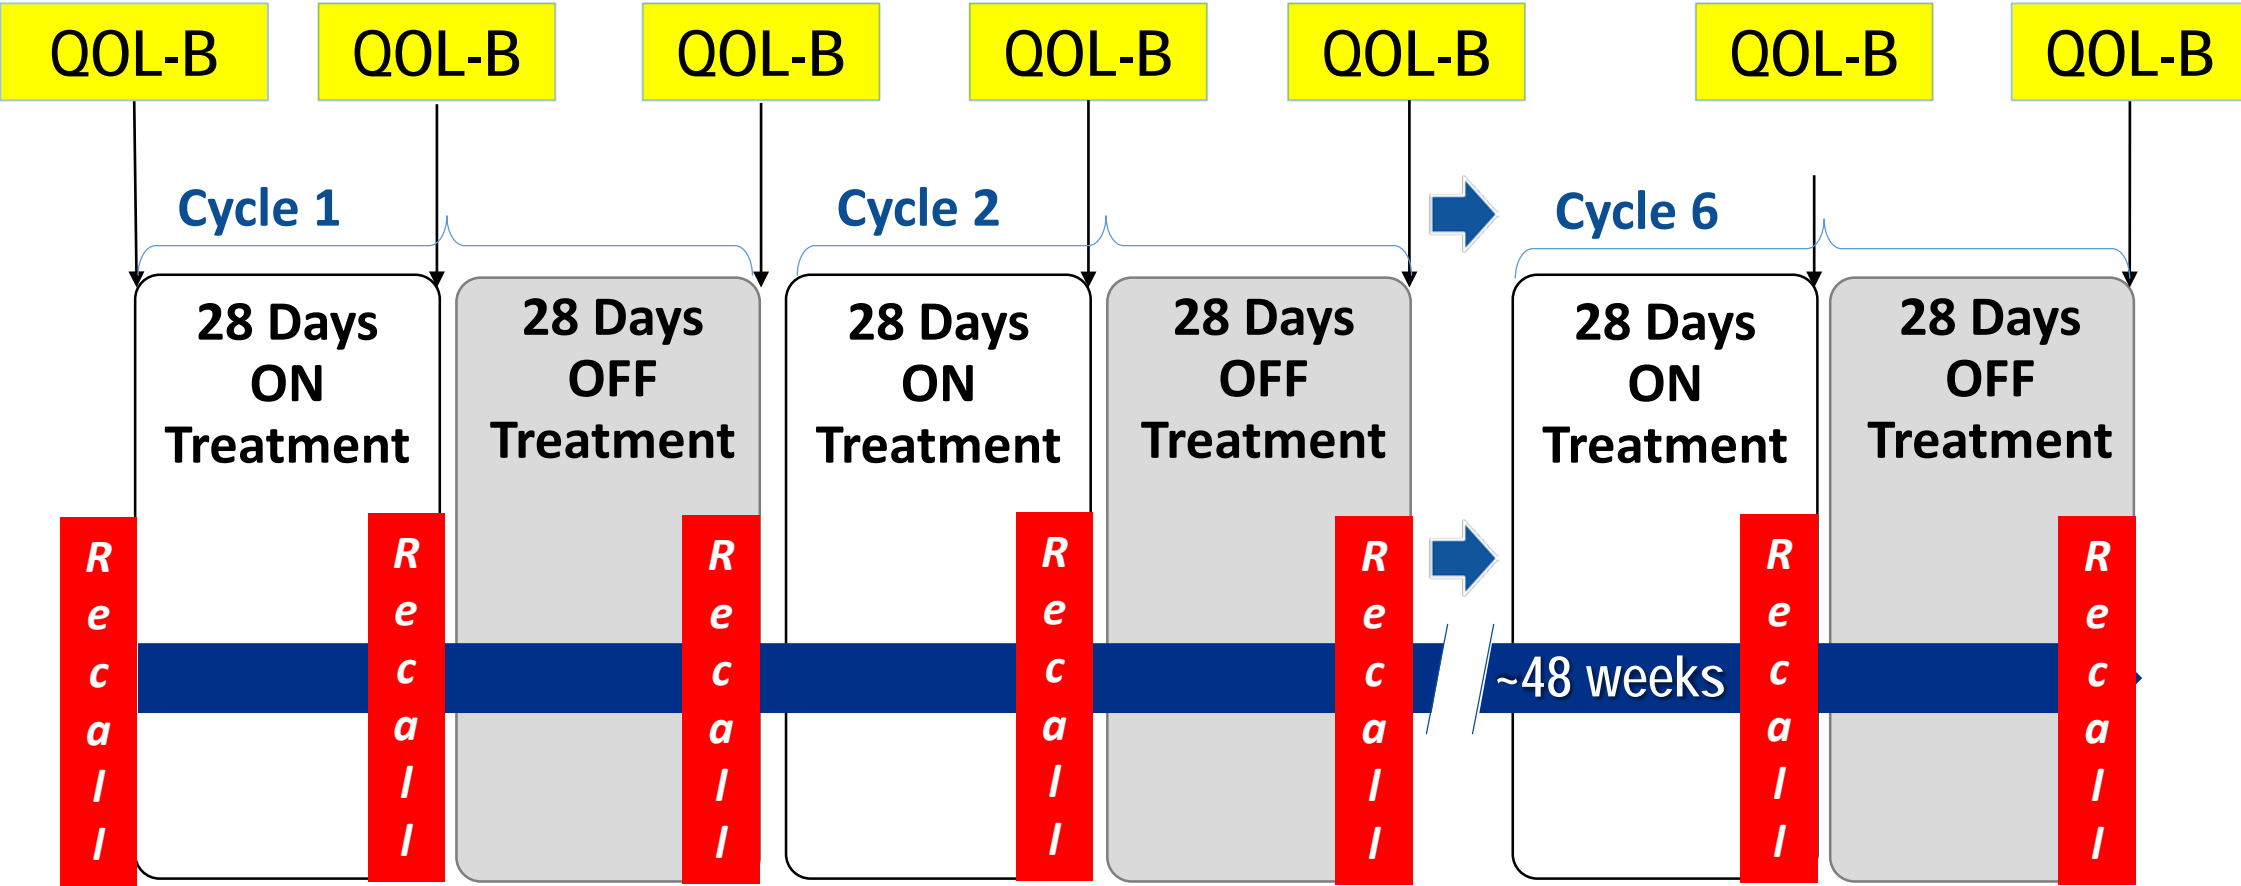 QOL-B
QOL-B
QOL-B
QOL-B
QOL-B
QOL-B
QOL-B
Cycle 1
Cycle 2
Cycle 6
28 Days
ON
Treatment
28 Days
OFF
Treatment
28 Days
ON
Treatment
28 Days
OFF
Treatment
28 Days
ON
Treatment
28 Days
OFF
Treatment
Recall
Recall
Recall
Recall
Recall
Recall
Recall
~48 weeks